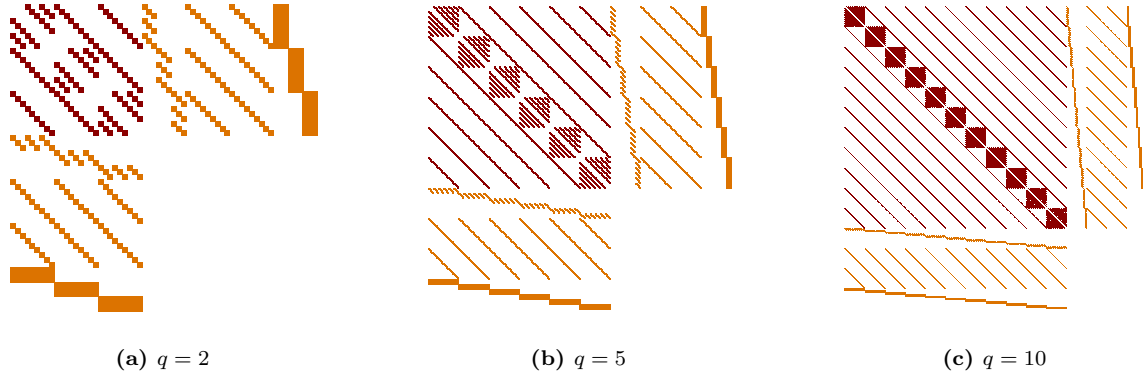 (a) q = 2
(b) q = 5
(c) q = 10